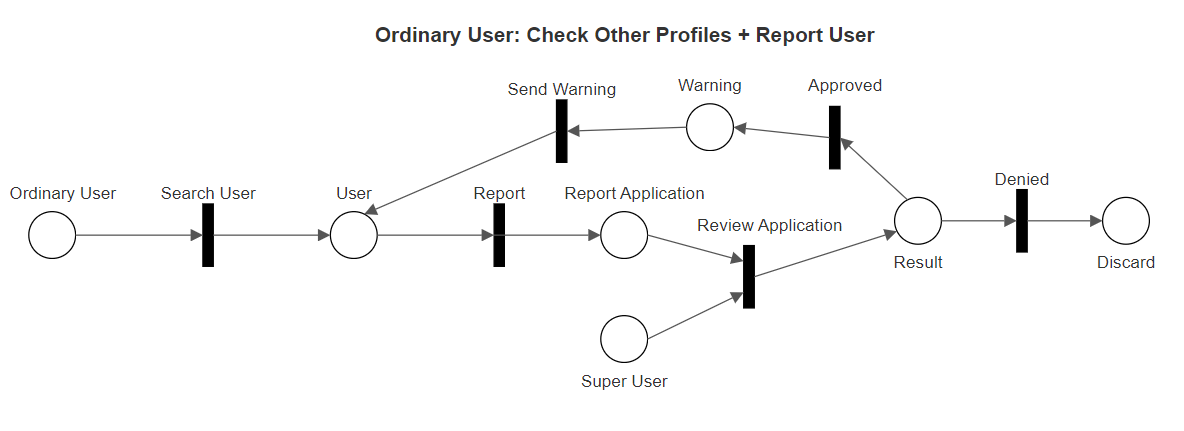 Ordinary User: Check Other Profiles + Report User
Send Warning
Warning
Approved
Ordinary User
Search User
User
Report
Report Application
Denied
Review Application
Result
Discard
Super User